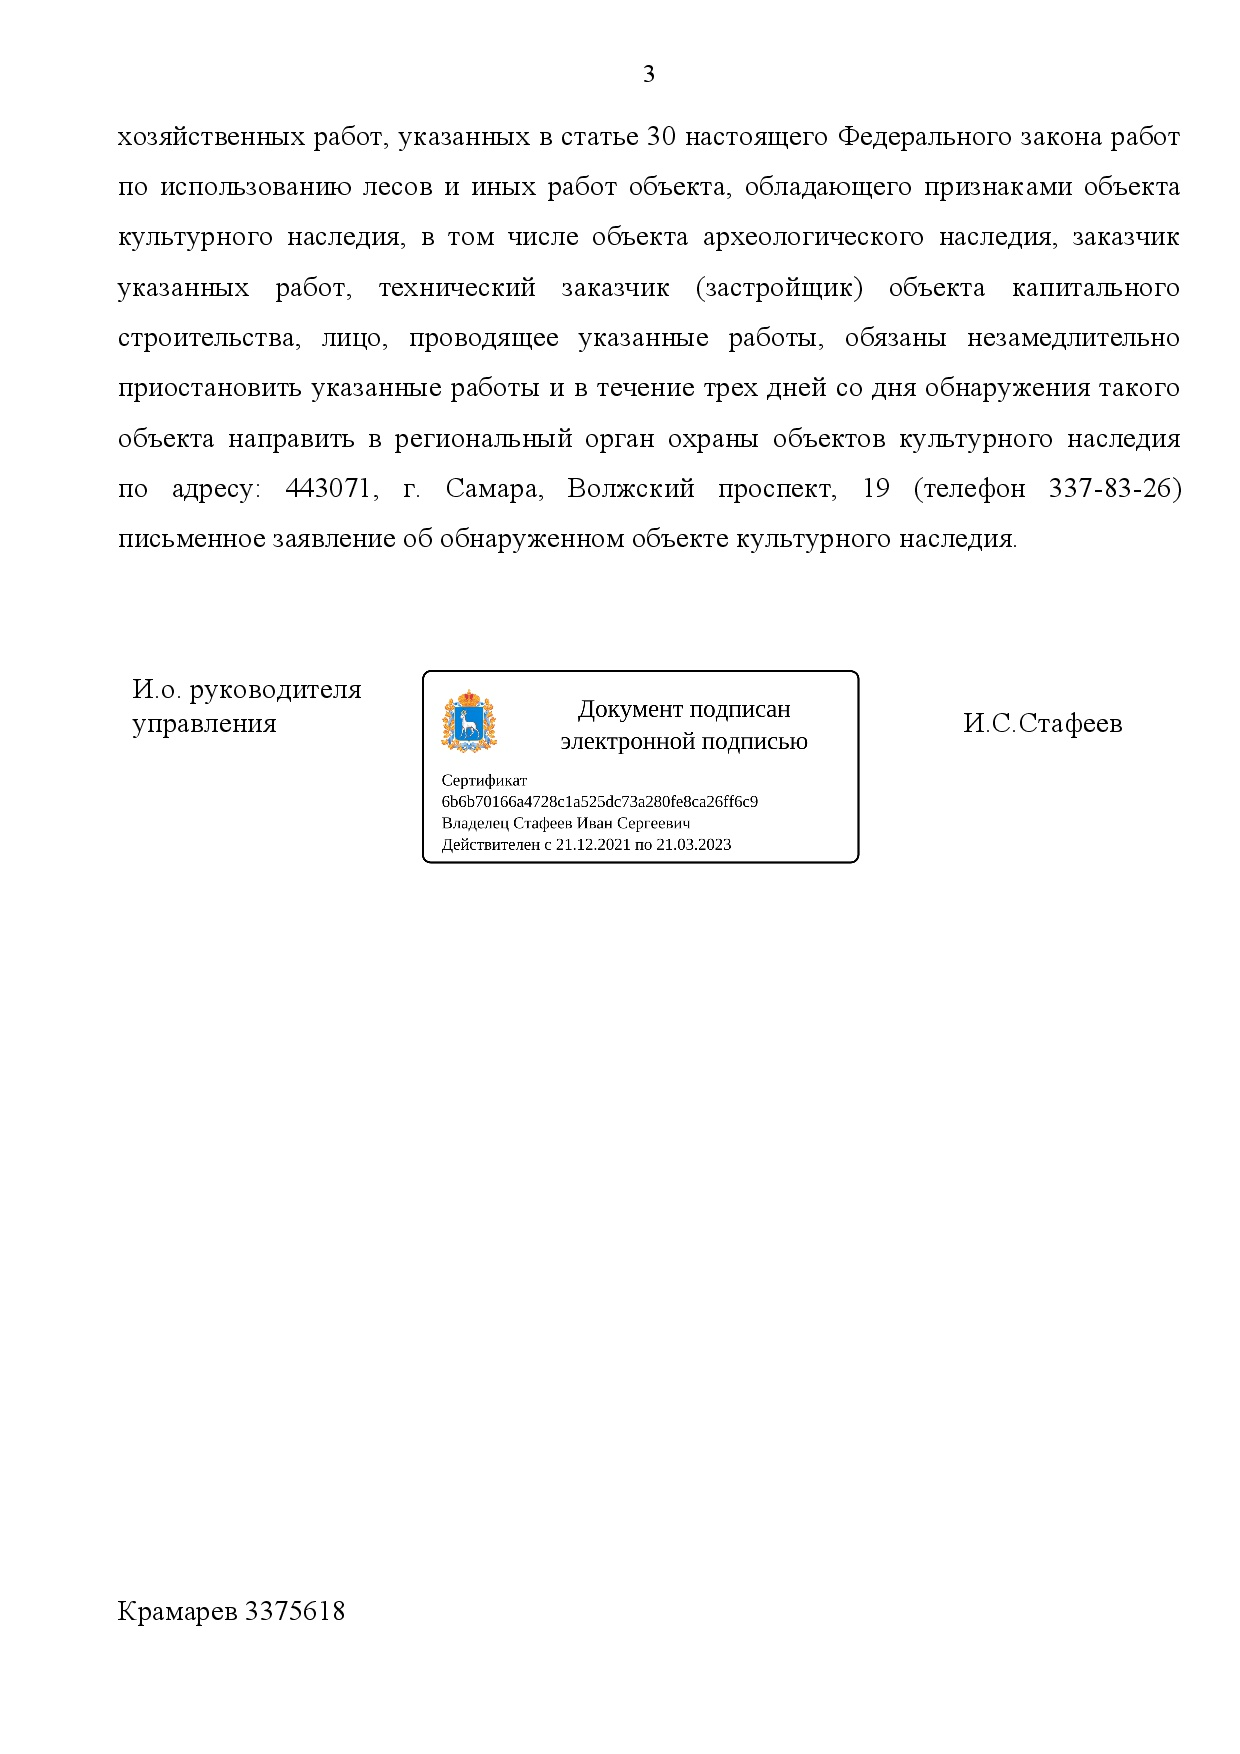 3
хозяйственных работ, указанных в статье 30 настоящего Федерального закона работ
по использованию лесов и иных работ объекта, обладающего признаками объекта
культурного наследия, в том числе объекта археологического наследия, заказчик
указанных работ, технический заказчик (застройщик) объекта капитального
строительства, лицо, проводящее указанные работы, обязаны незамедлительно
приостановить указанные работы и в течение трех дней со дня обнаружения такого
объекта направить в региональный орган охраны объектов культурного наследия
по адресу: 443071, г. Самара, Волжский проспект, 19 (телефон 337-83-26)
письменное заявление об обнаруженном объекте культурного наследия.
И.о. руководителя
управления
Документ подписан
электронной подписью
Сертификат
6b6b70166a4728c1a525dc73a280fe8ca26ff6c9
Владелец Стафеев Иван Сергеевич
Действителен с 21.12.2021 по 21.03.2023
И.С.Стафеев
Крамарев 3375618